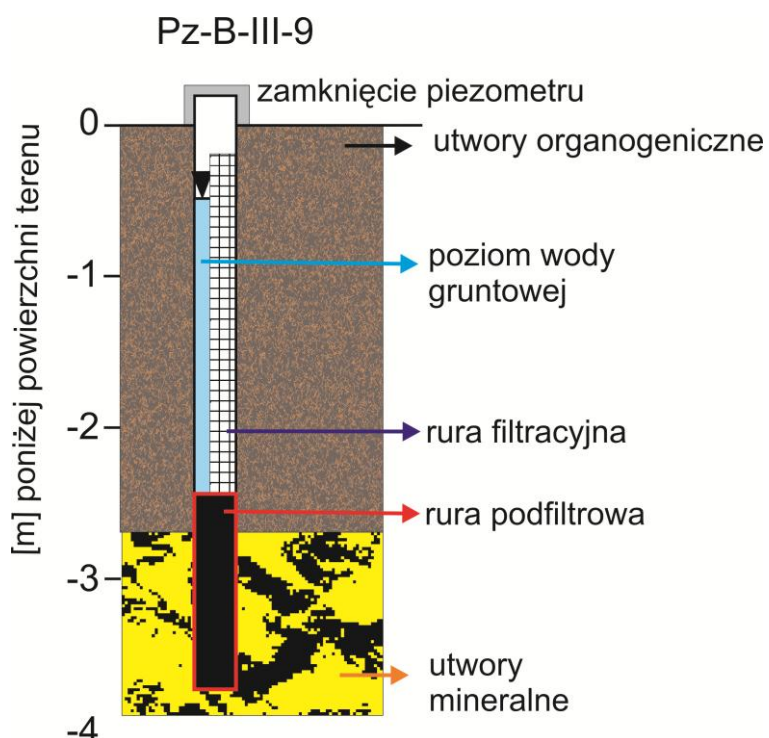 Pz-B-III-9
zamknięcie piezometru
0
utwory organogeniczne
[m] poniżej powierzchni terenu
-1
poziom wody
gruntowej
-2
rura filtracyjna
rura podfiltrowa
-3
utwory
mineralne
-4